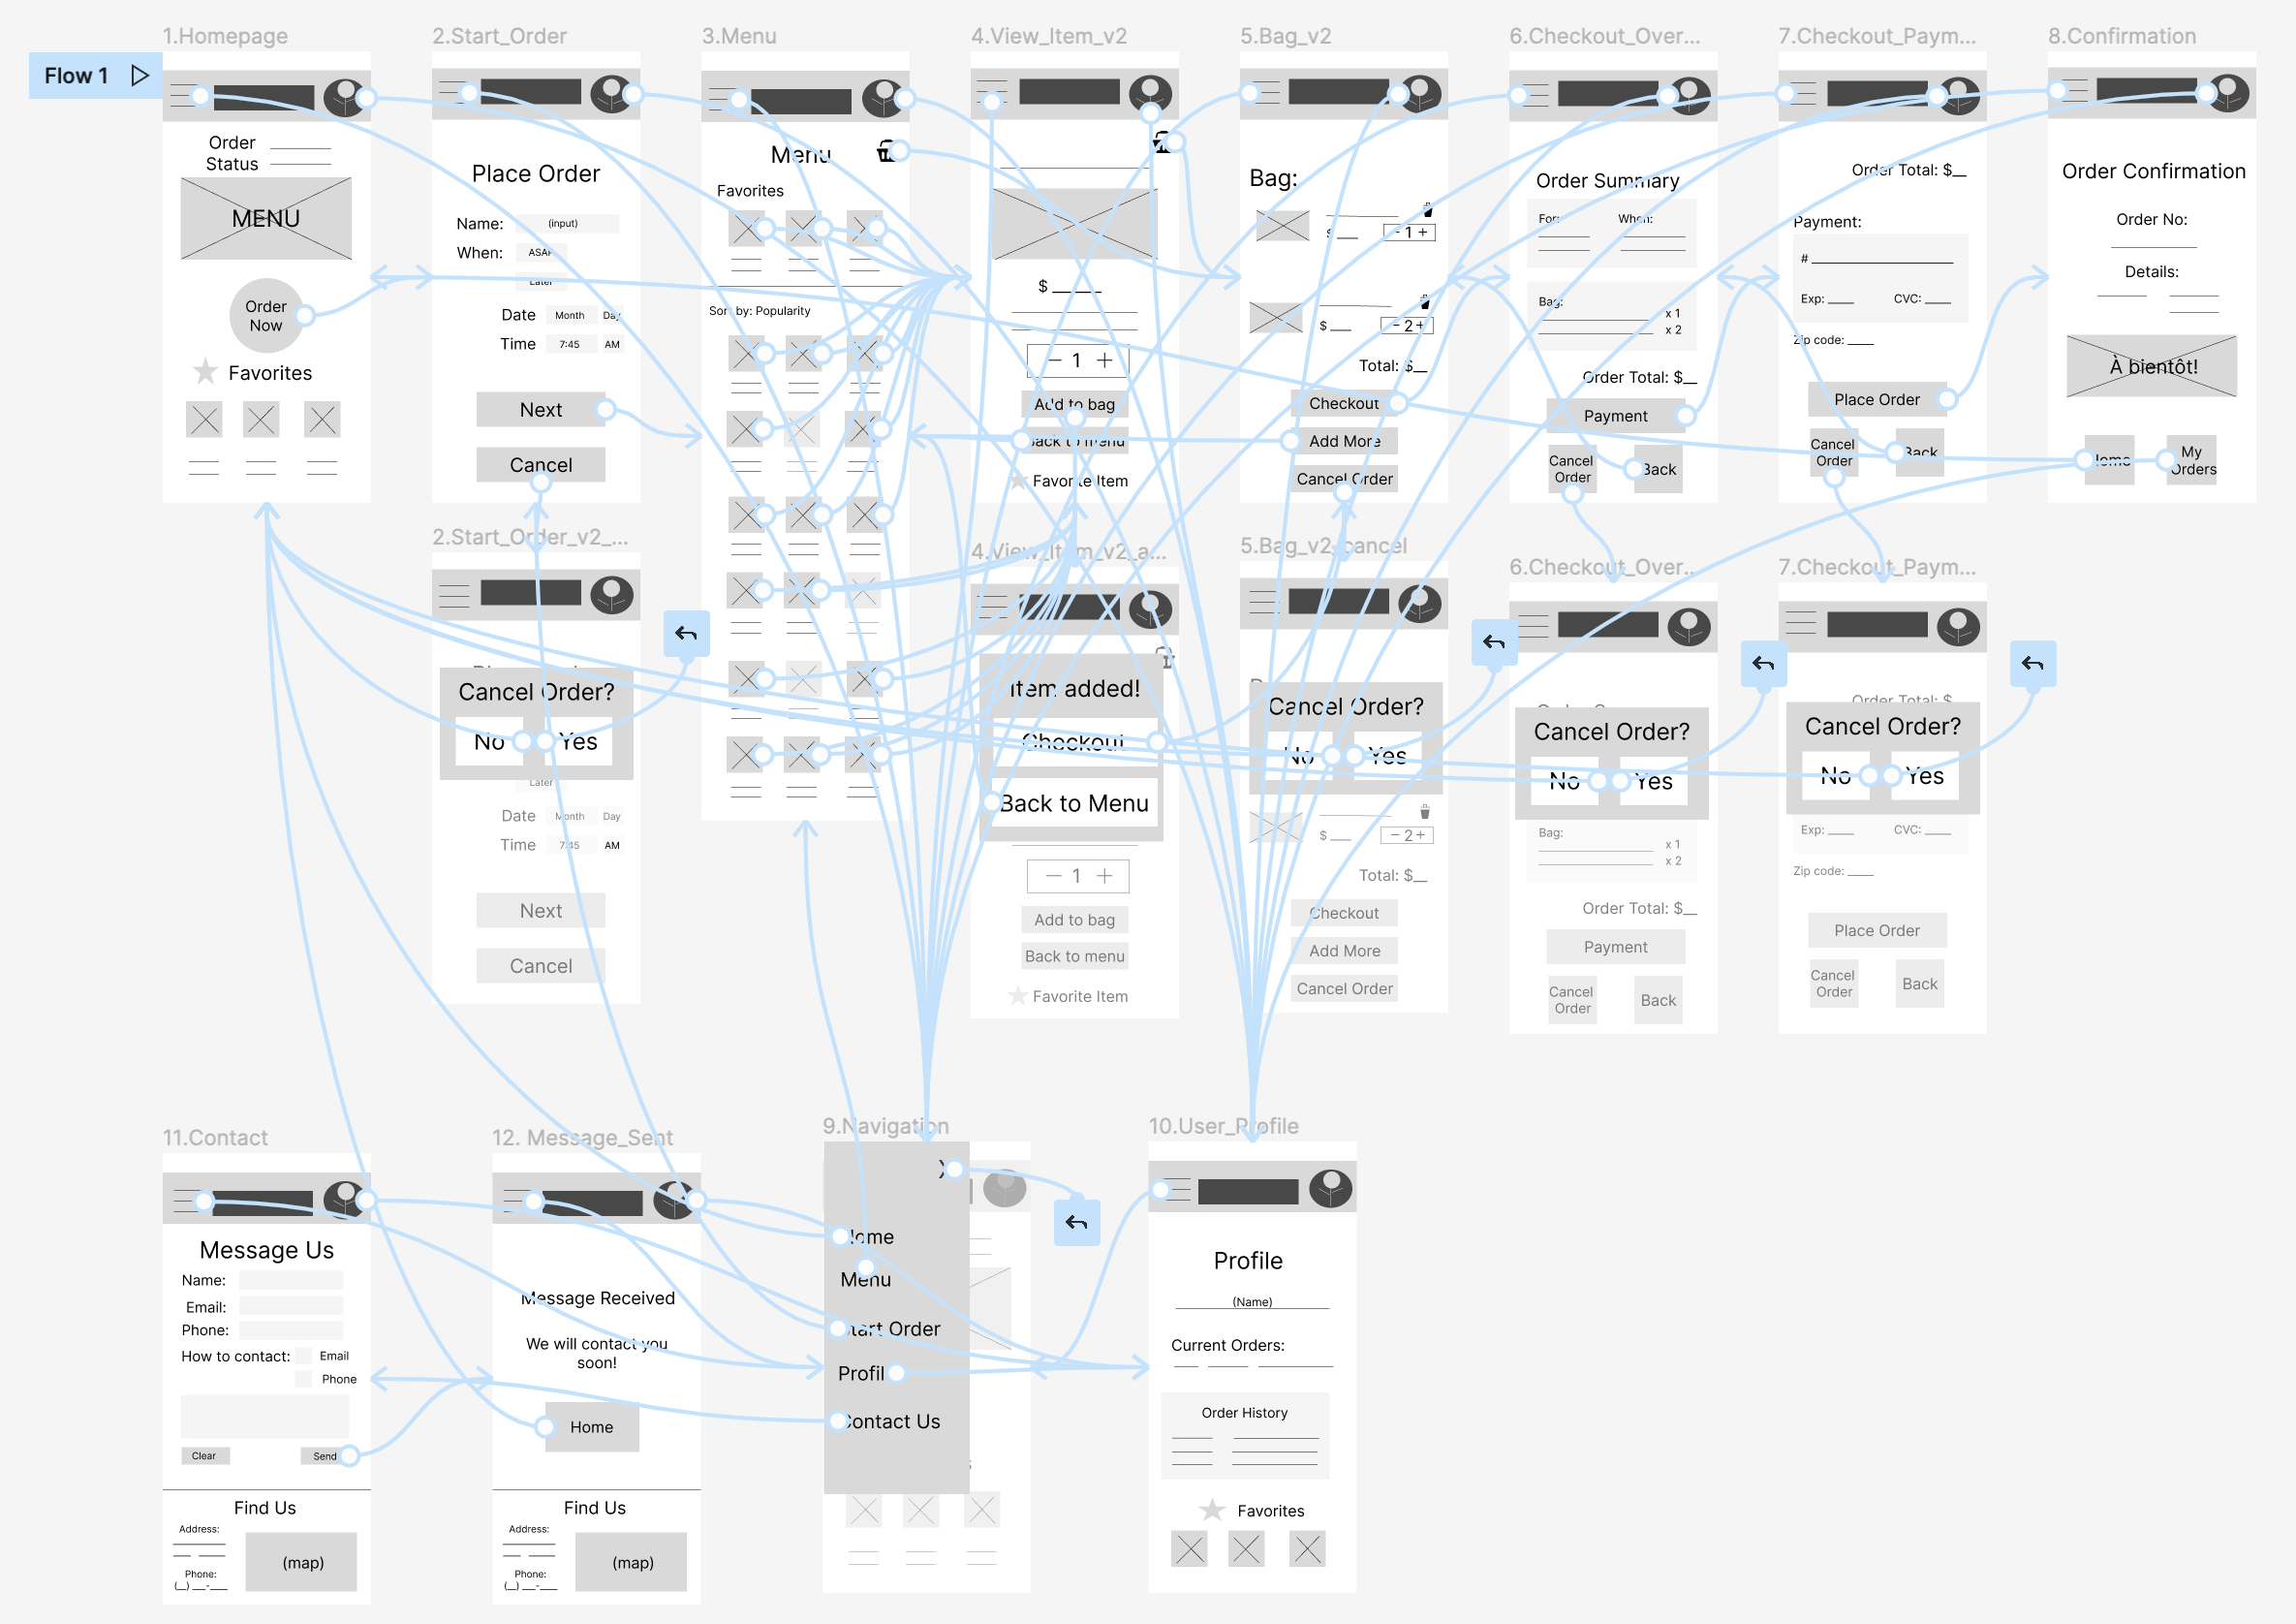 1.Homepage
2.Start_Order
3.Menu
4.View_Item_v2
5.Bag_v2
6.Checkout_Over...
7.Checkout_Paym...
8.Confirmation
Flow 1
Order
Status
MENU
Order
Now
Favorites
Place Order
Name:
(input)
When:
ASAP
Later
Date
Month
Day
Time
7:45
AM
Next
Cancel
Menu
Favorites
Sort by: Popularity
$
1
Add to bag
Back to menu
Favorite Item
Bag:
$
1
$
2
Total: $__
Checkout
Add More
Cancel Order
Order Summary
For:
When:
Bag:
x 1
x 2
Order Total: $__
Payment
Cancel
Order
Back
Order Total: $__
Payment:
#
Exp:
CVC:
Zip code:
Place Order
Cancel
Order
Back
Order Confirmation
Order No:
Details:
À bientôt!
Home
My
Orders
2.Start_Order_v2_...
Cancel Order?
No
Yes
Later
Date
Month
Day
Time
7:45
AM
Next
Cancel
4.View_Item_v2_a...
Item added!
Checkout
Back to Menu
1
Add to bag
Back to menu
Favorite Item
5.Bag_v2_cancel
Cancel Order?
No
Yes
$
2
Total: $__
Checkout
Add More
Cancel Order
6.Checkout_Over...
Cancel Order?
No
Yes
Bag:
x 1
x 2
Order Total: $__
Payment
Cancel
Order
Back
7.Checkout_Paym...
Order Total: $
Cancel Order?
No
Yes
Exp:
CVC:
Zip code:
Place Order
Cancel
Order
Back
11.Contact
Message Us
Name:
Email:
Phone:
How to contact:
Email
Phone
Clear
Send
Find Us
Address:
Phone:
(__) ___-____
(map)
12. Message_Sent
Message Received
We will contact you
soon!
Home
Find Us
Address:
Phone:
(__) ___-____
(map)
9.Navigation
X
Home
Menu
Start Order
Profil
Contact Us
10.User_Profile
Profile
(Name)
Current Orders:
Order History
Favorites